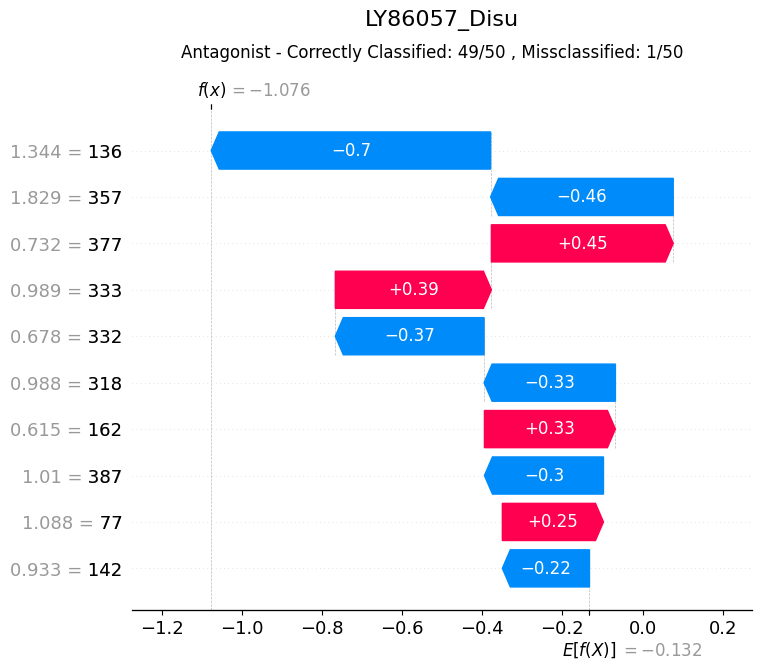 LY86057_Disu
Antagonist - Correctly Classified: 49/50 , Missclassified: 1/50
f(x) = −1.076
1.344 = 136 −0.7
1.829 = 357 −0.46
0.732 = 377 +0.45
0.989 = 333 +0.39
0.678 = 332 −0.37
0.988 = 318 −0.33
0.615 = 162 +0.33
1.01 = 387 −0.3
1.088 = 77 +0.25
0.933 = 142 −0.22
−1.2 −1.0 −0.8 −0.6 −0.4 −0.2 0.0 0.2
E[f(X)] = −0.132